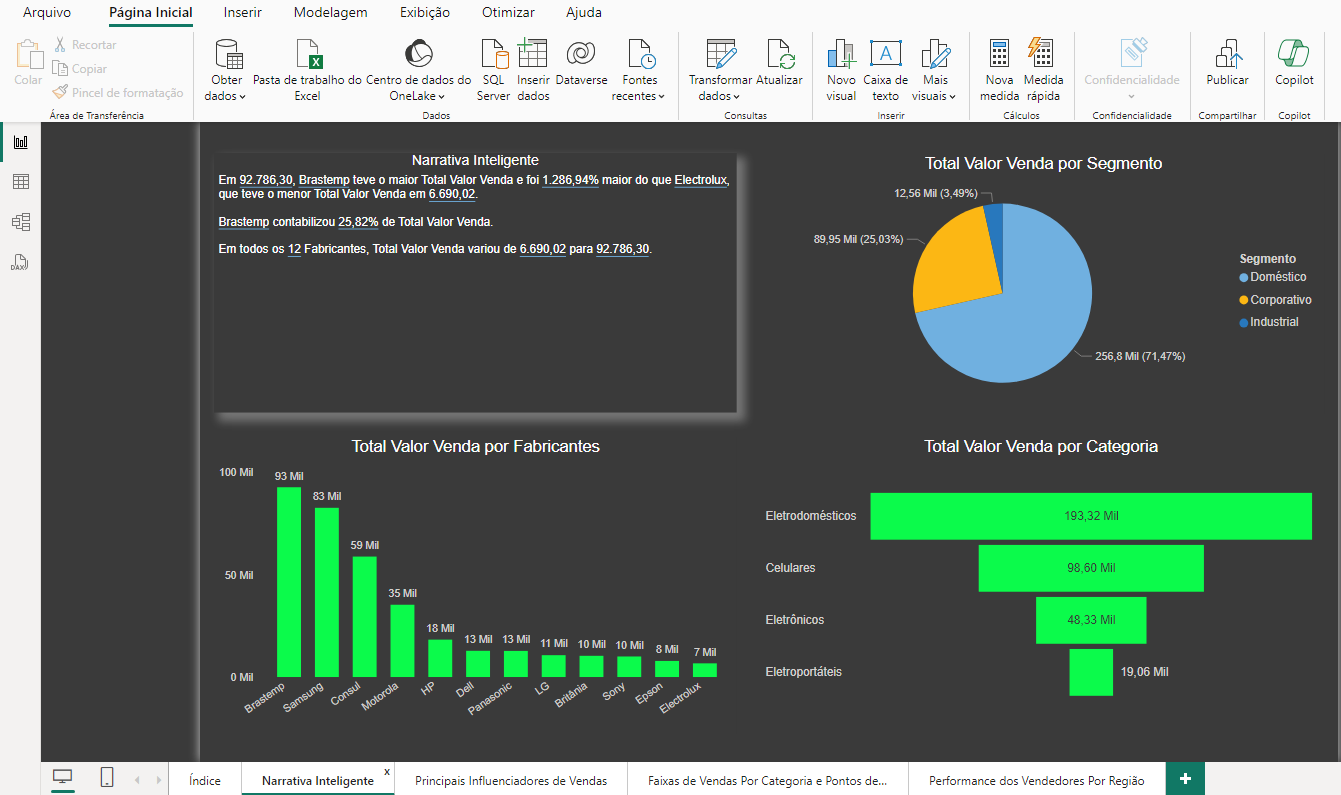 Arquivo Página Inicial Inserir Modelagem Exibição Otimizar Ajuda
Colar
Recortar
Copiar
Pincel de formatação
Área de Transferência
Obter dados
Pasta de trabalho do Excel
Centro de dados do OneLake
SQL Server
Inserir dados
Dataverse
Fontes recentes
Dados
Transformar dados
Atualizar
Consultas
Novo visual
Caixa de texto
Mais visuais
Inserir
Nova medida
Medida rápida
Cálculos
Confidencialidade
Confidencialidade
Publicar
Compartilhar
Copilot
Copilot
DAX
Narrativa Inteligente
Em 92.786,30, Brastemp teve o maior Total Valor Venda e foi 1.286,94% maior do que Electrolux,
que teve o menor Total Valor Venda em 6.690,02.
Brastemp contabilizou 25,82% de Total Valor Venda.
Em todos os 12 Fabricantes, Total Valor Venda variou de 6.690,02 para 92.786,30.
Total Valor Venda por Segmento
12,56 Mil (3,49%)
89,95 Mil (25,03%)
256,8 Mil (71,47%)
Segmento
Doméstico
Corporativo
Industrial
Total Valor Venda por Fabricantes
100 Mil
50 Mil
0 Mil
93 Mil
83 Mil
59 Mil
35 Mil
18 Mil
13 Mil
13 Mil
11 Mil
10 Mil
10 Mil
8 Mil
7 Mil
Brastemp
Samsung
Consul
Motorola
HP
Dell
Panasonic
LG
Britânia
Sony
Epson
Electrolux
Total Valor Venda por Categoria
Eletrodomésticos 193,32 Mil
Celulares 98,60 Mil
Eletrônicos 48,33 Mil
Eletroportáteis 19,06 Mil
Índice
Narrativa Inteligente x
Principais Influenciadores de Vendas
Faixas de Vendas Por Categoria e Pontos de...
Performance dos Vendedores Por Região
+